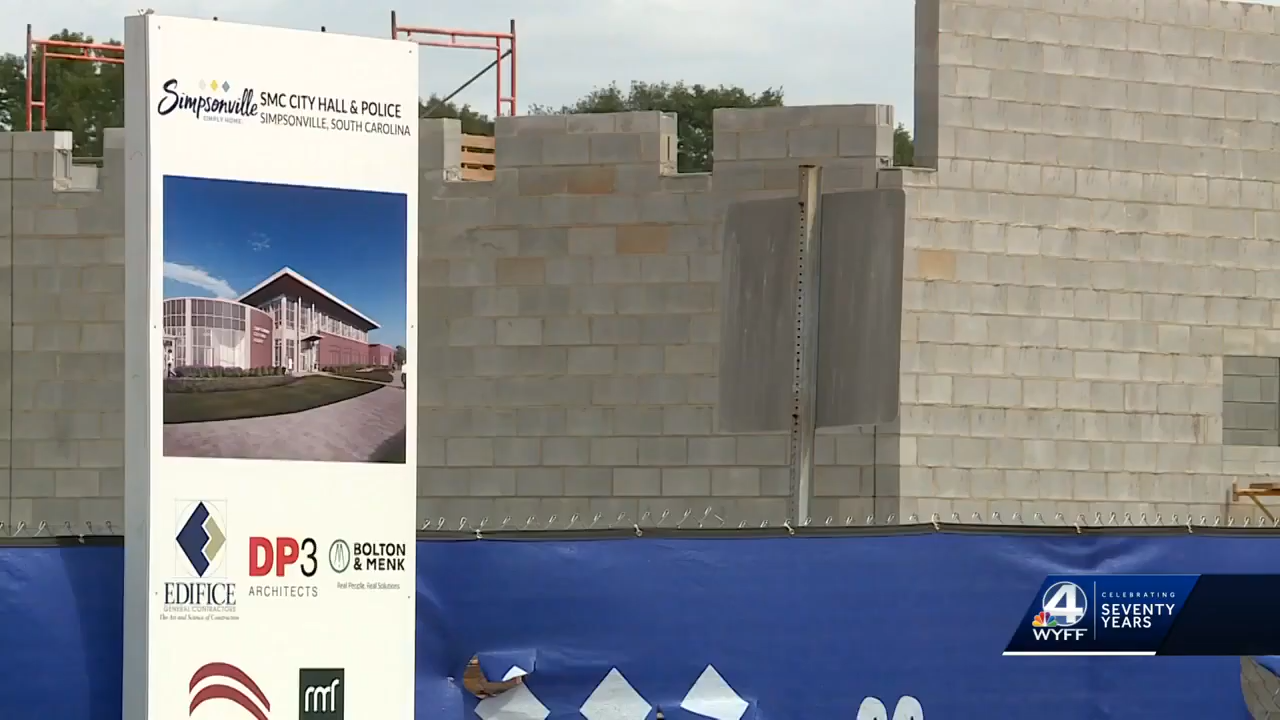 Simpsonville
SIMPLY HOME
SMC CITY HALL & POLICE
SIMPSONVILLE, SOUTH CAROLINA
EDIFICE
GENERAL CONTRACTORS
The Art and Science of Construction
DP3
ARCHITECTS
BOLTON
& MENK
Real People. Real Solutions
rmf
4
WYFF
CELEBRATING
SEVENTY
YEARS